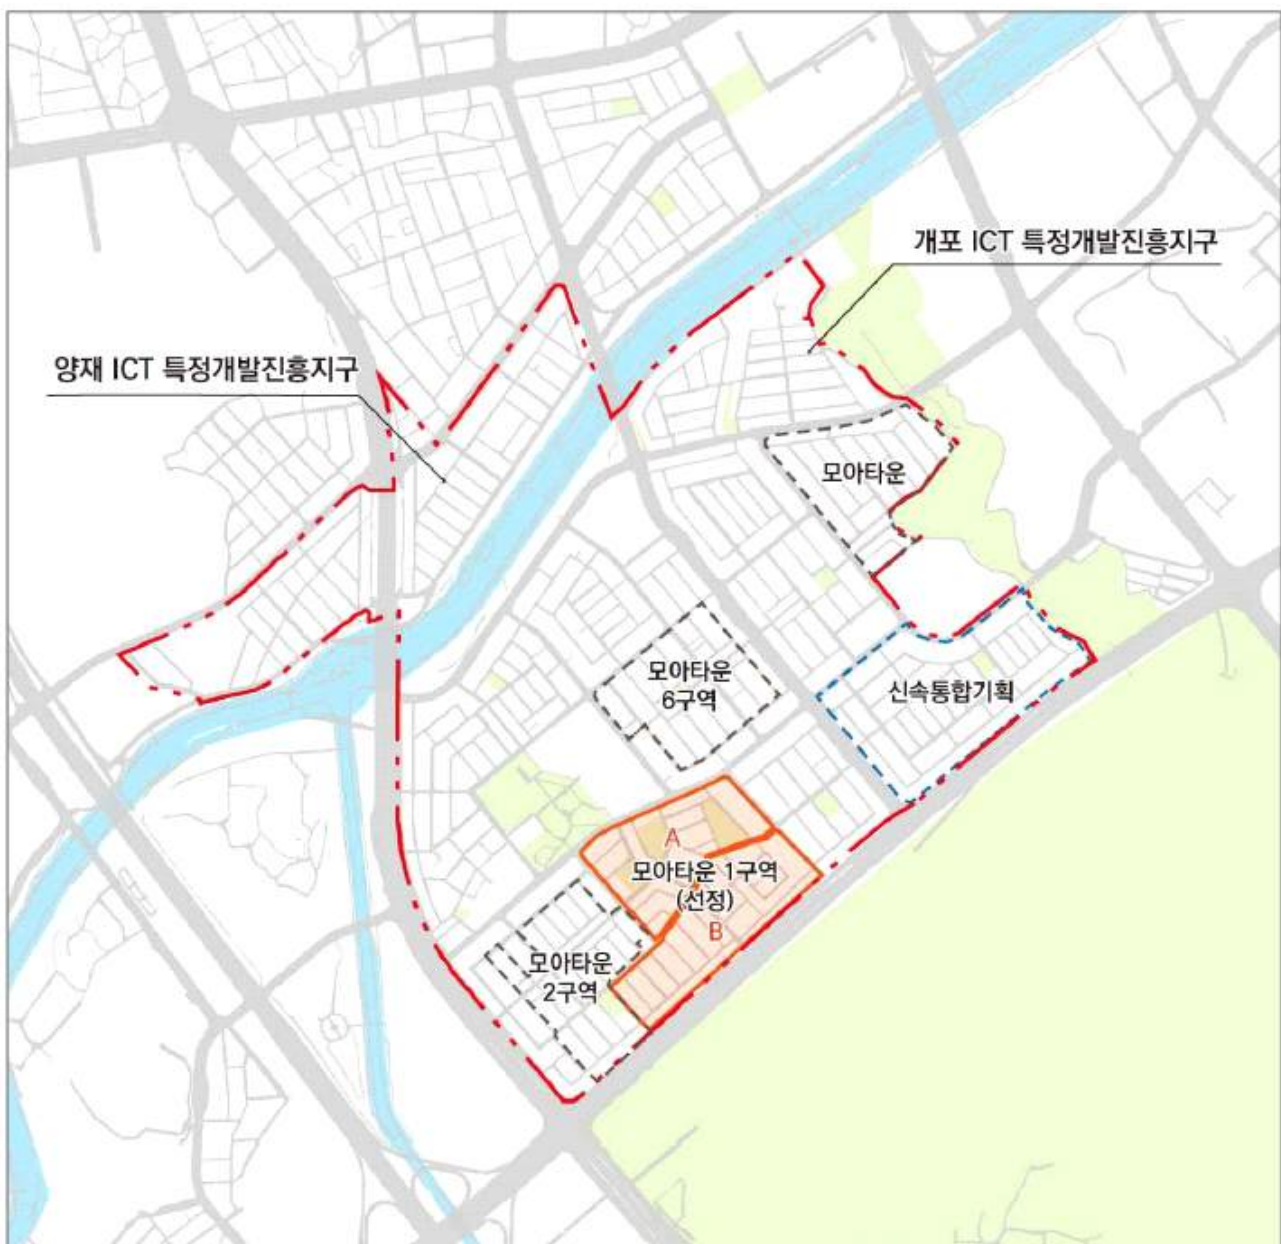 개포 ICT 특정개발진흥지구
양재 ICT 특정개발진흥지구
모아타운
모아타운
6구역
신속통합기획
A
모아타운 1구역
(선정)
B
모아타운
2구역